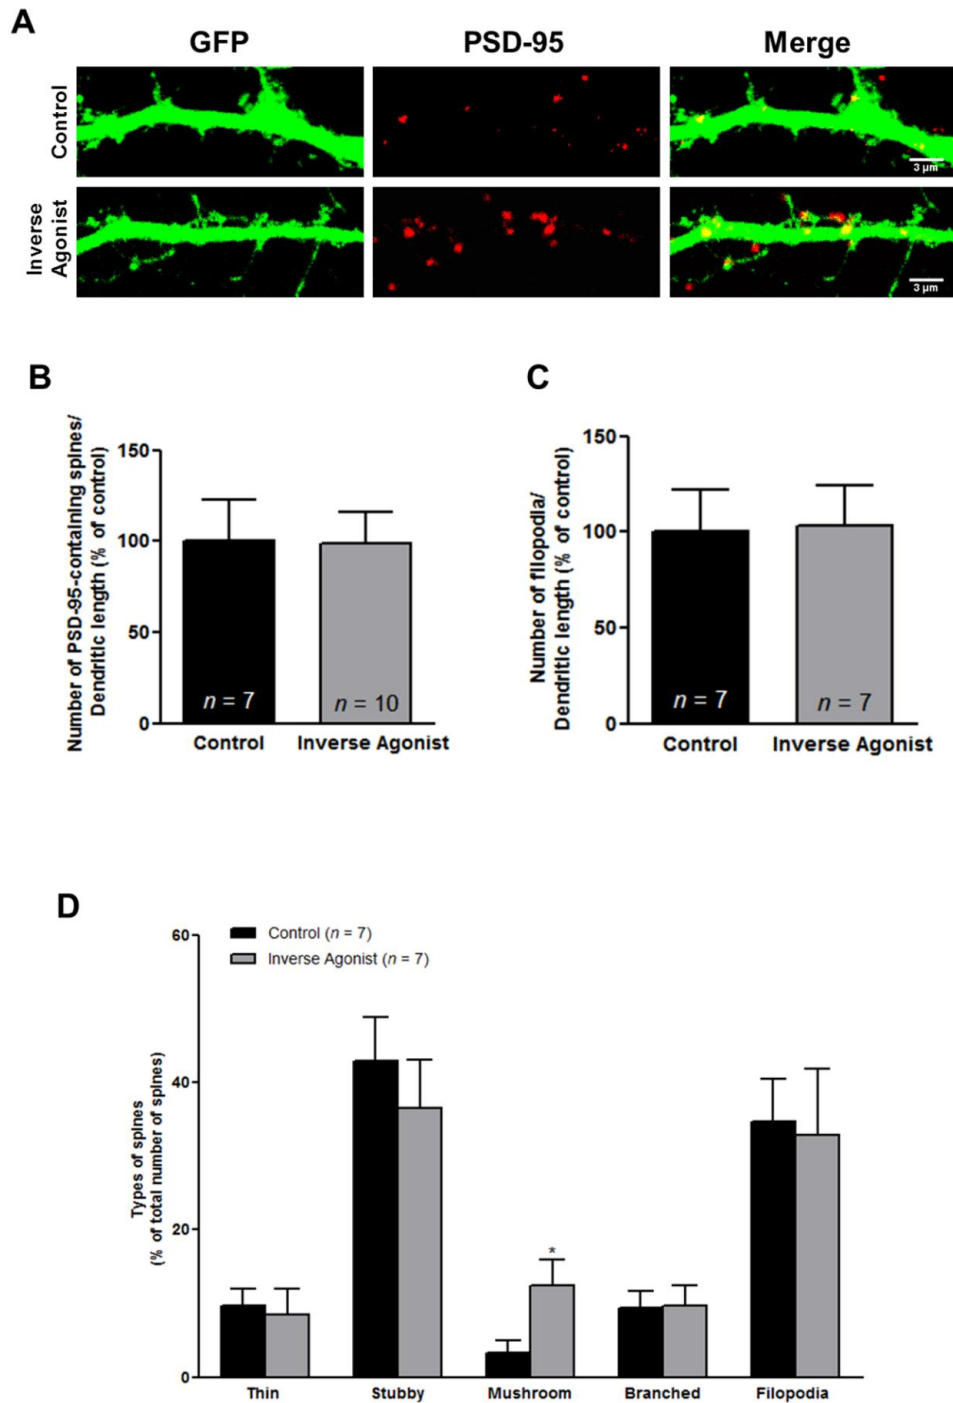 A
GFP
PSD-95
Merge
Control
3 µm
Inverse
Agonist
3 µm
B
Number of PSD-95-containing spines/
Dendritic length (% of control)
150
100
50
0
n = 7
n = 10
Control
Inverse Agonist
C
Number of filopodia/
Dendritic length (% of control)
150
100
50
0
n = 7
n = 7
Control
Inverse Agonist
D
Control (n = 7)
Inverse Agonist (n = 7)
Types of spines
(% of total number of spines)
60
40
20
0
*
Thin
Stubby
Mushroom
Branched
Filopodia